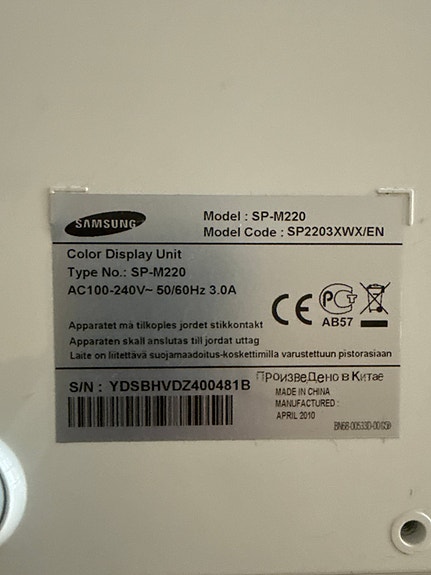 SAMSUNG
Model : SP-M220
Model Code : SP2203XWX/EN
Color Display Unit
Type No.: SP-M220
AC100-240V~ 50/60Hz 3.0A
AB57
Apparatet må tilkoples jordet stikkontakt
Apparaten skall anslutas till jordat uttag
Laite on liitettävä suojamaadoitus-koskettimilla varustettuun pistorasiaan
S/N : YDSBHVDZ400481B
Произведено в Китае
MADE IN CHINA
MANUFACTURED :
APRIL 2010